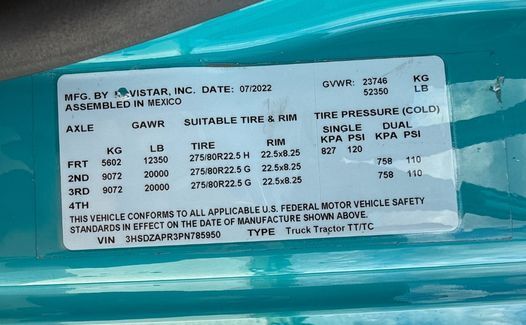 MFG. BY NAVISTAR, INC. DATE: 07/2022 GVWR: 23746 KG
ASSEMBLED IN MEXICO 52350 LB
AXLE GAWR SUITABLE TIRE & RIM TIRE PRESSURE (COLD)
SINGLE DUAL
KG LB TIRE RIM KPA PSI KPA PSI
FRT 5602 12350 275/80R22.5 H 22.5x8.25 827 120
2ND 9072 20000 275/80R22.5 G 22.5x8.25 758 110
3RD 9072 20000 275/80R22.5 G 22.5x8.25 758 110
4TH
THIS VEHICLE CONFORMS TO ALL APPLICABLE U.S. FEDERAL MOTOR VEHICLE SAFETY
STANDARDS IN EFFECT ON THE DATE OF MANUFACTURE SHOWN ABOVE.
VIN 3HSDZAPR3PN785950 TYPE Truck Tractor TT/TC